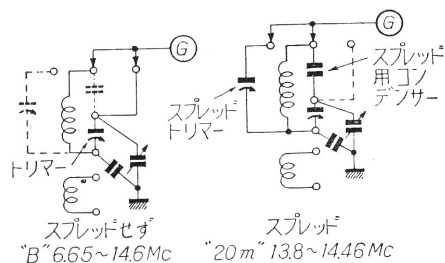 G
トリマー
スプレッドせず
"B" 6.65~14.6Mc
G
スプレッド
用コン
デンサー
スプレッド
トリマー
スプレッド
"20m" 13.8~14.46Mc